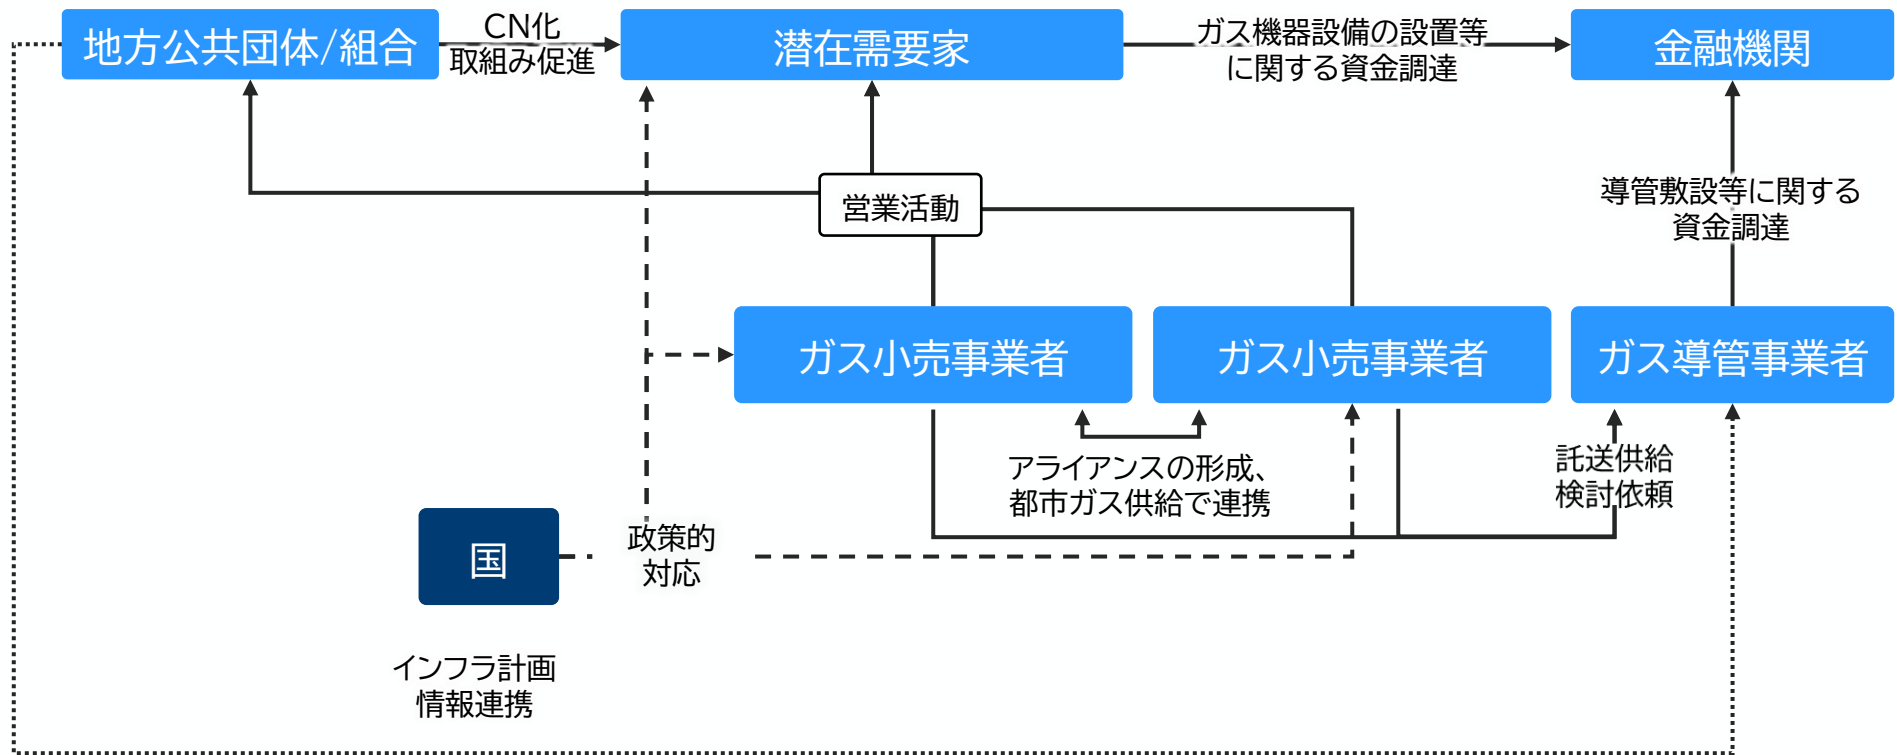 地方公共団体/組合
CN化
取組み促進
潜在需要家
ガス機器設備の設置等
に関する資金調達
金融機関
営業活動
導管敷設等に関する
資金調達
ガス小売事業者
ガス小売事業者
ガス導管事業者
アライアンスの形成、
都市ガス供給で連携
託送供給
検討依頼
国
政策的
対応
インフラ計画
情報連携